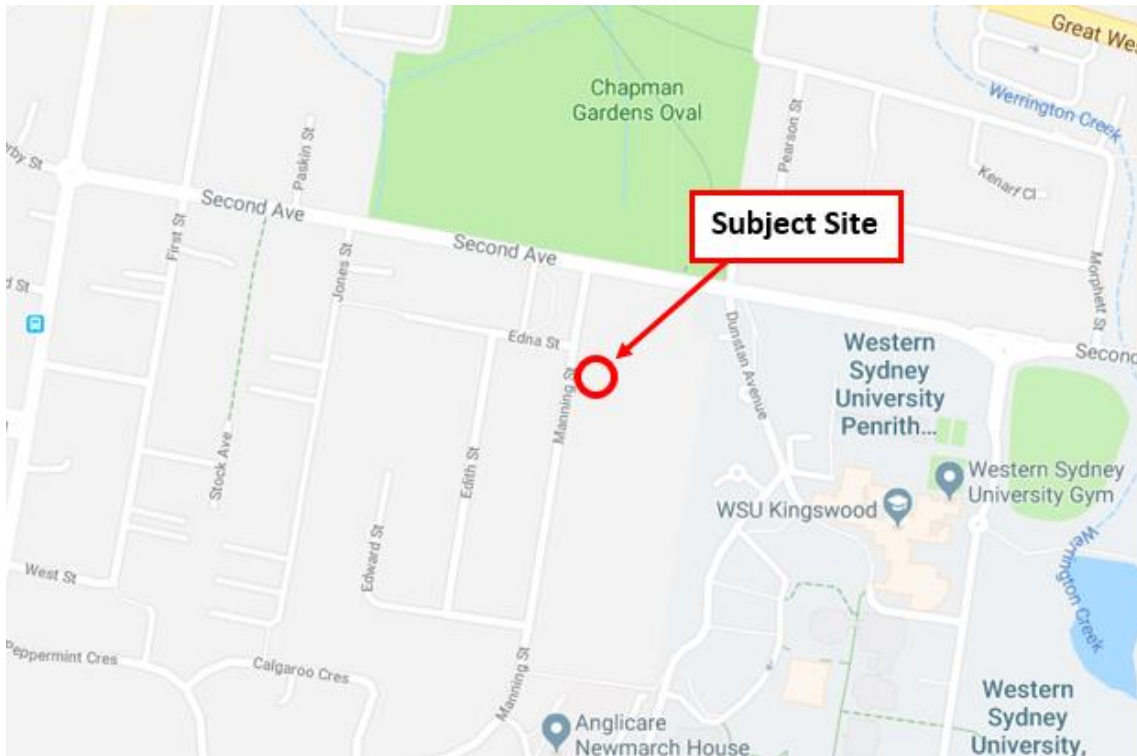 Great Wes
Chapman
Gardens Oval
Werrington Creek
Pearson St
Kenarf Cl
Paskin St
Second Ave
First St
Jones St
Second Ave
Subject Site
Morphett St
Edna St
Dunstan Avenue
Western
Sydney
University
Penrith...
Second
Manning St
Edith St
Stock Ave
Western Sydney
University Gym
WSU Kingswood
Edward St
Werrington
Creek
West St
Peppermint Cres
Calgaroo Cres
Manning St
Anglicare
Newmarch House
Western
Sydney
University,